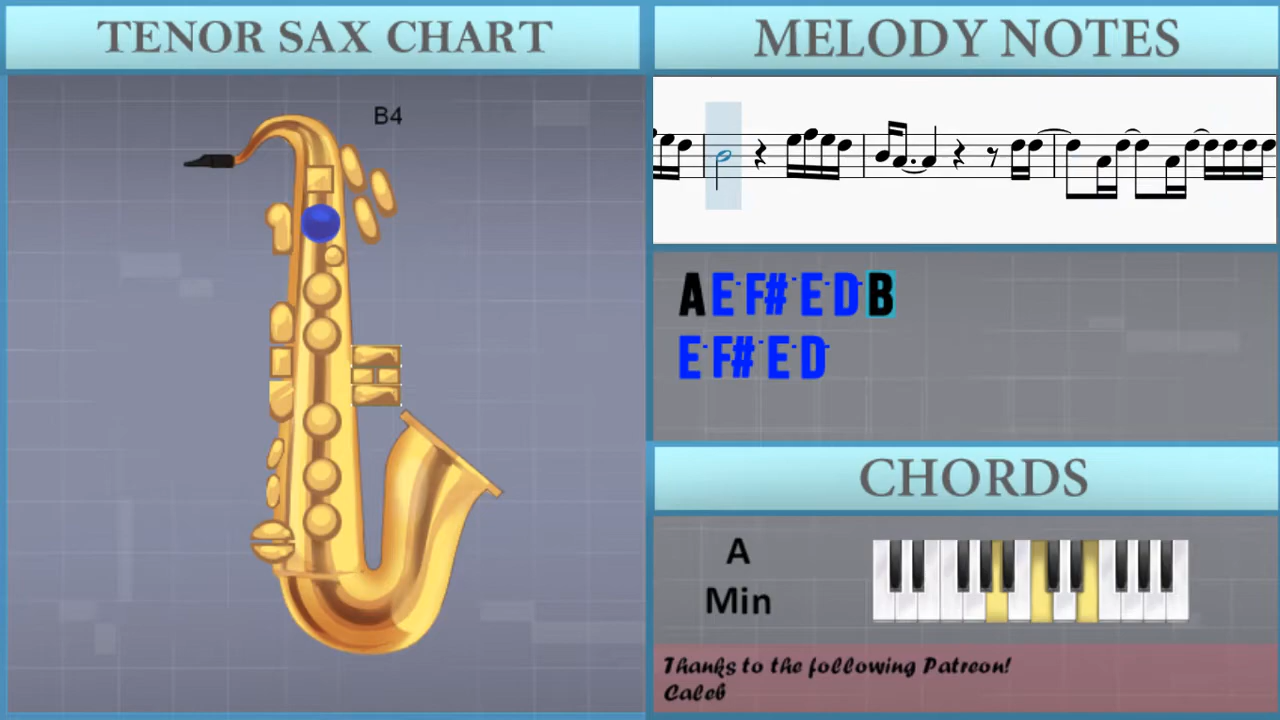 TENOR SAX CHART
B4
MELODY NOTES
A E· F#· E· D· B
E· F#· E· D·
CHORDS
A
Min
Thanks to the following Patreon!
Caleb